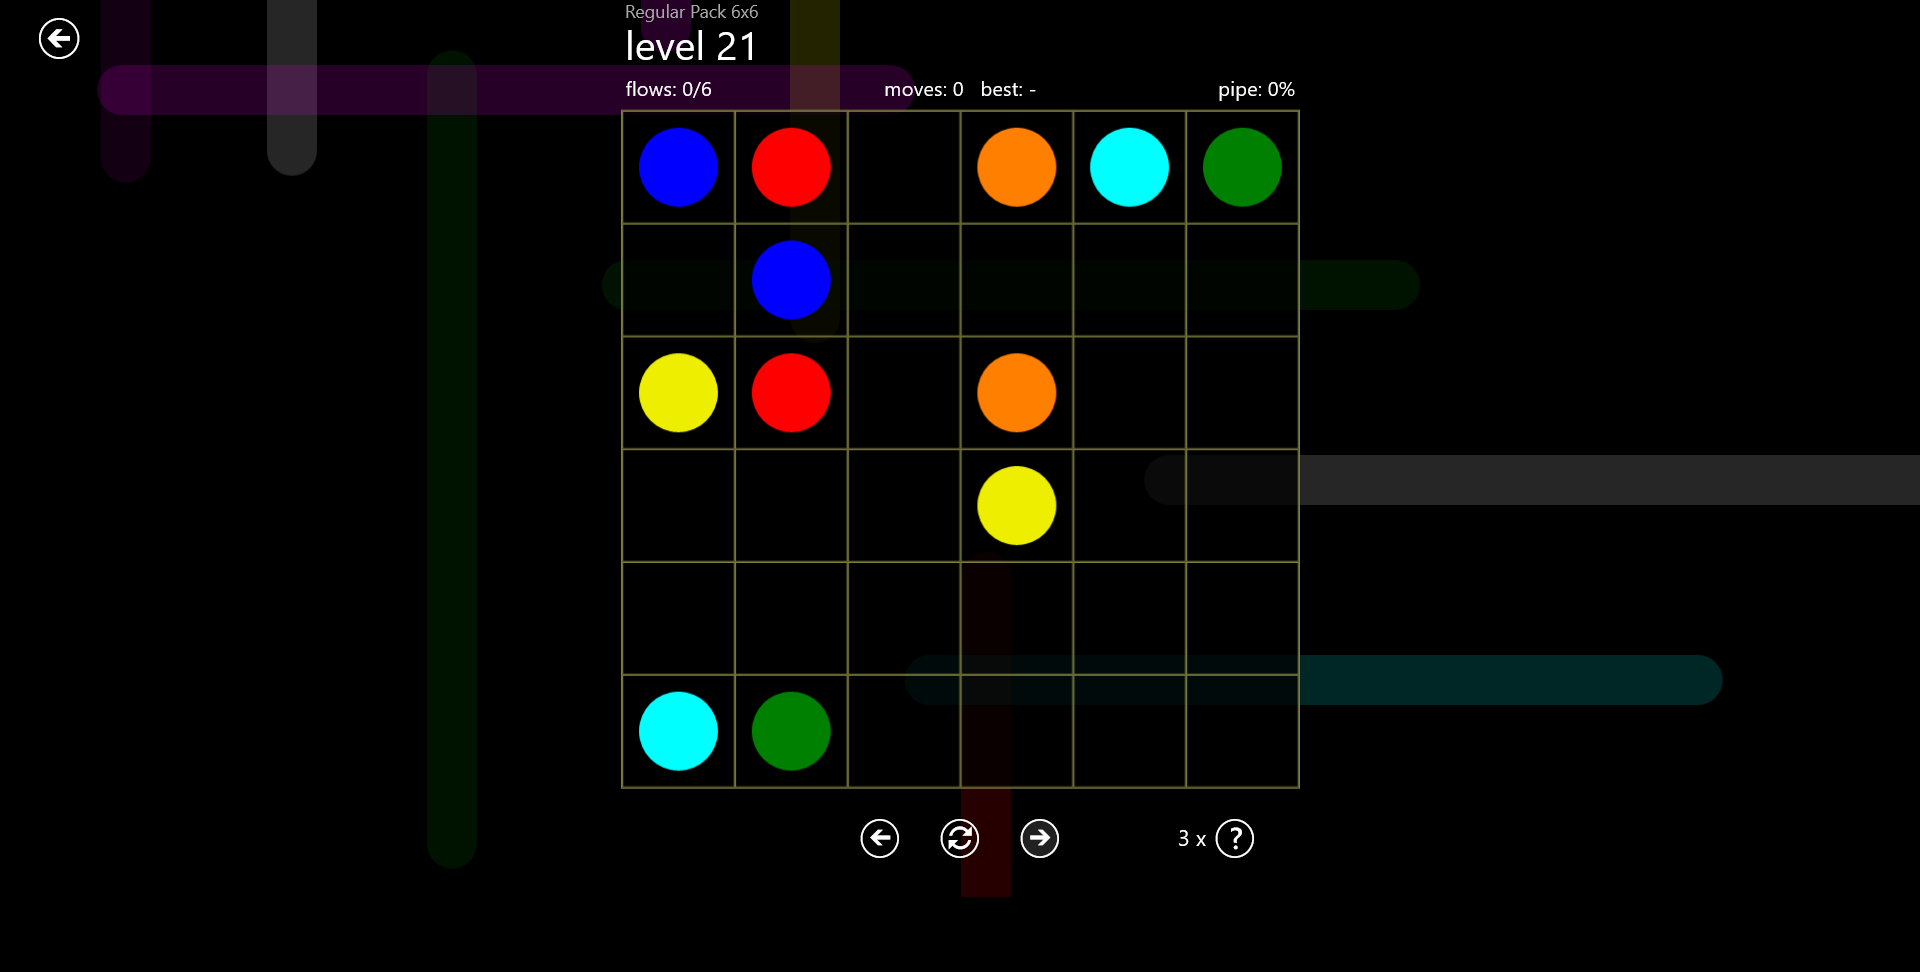 Regular Pack 6x6
level 21
flows: 0/6 moves: 0 best: - pipe: 0%
3 x ?